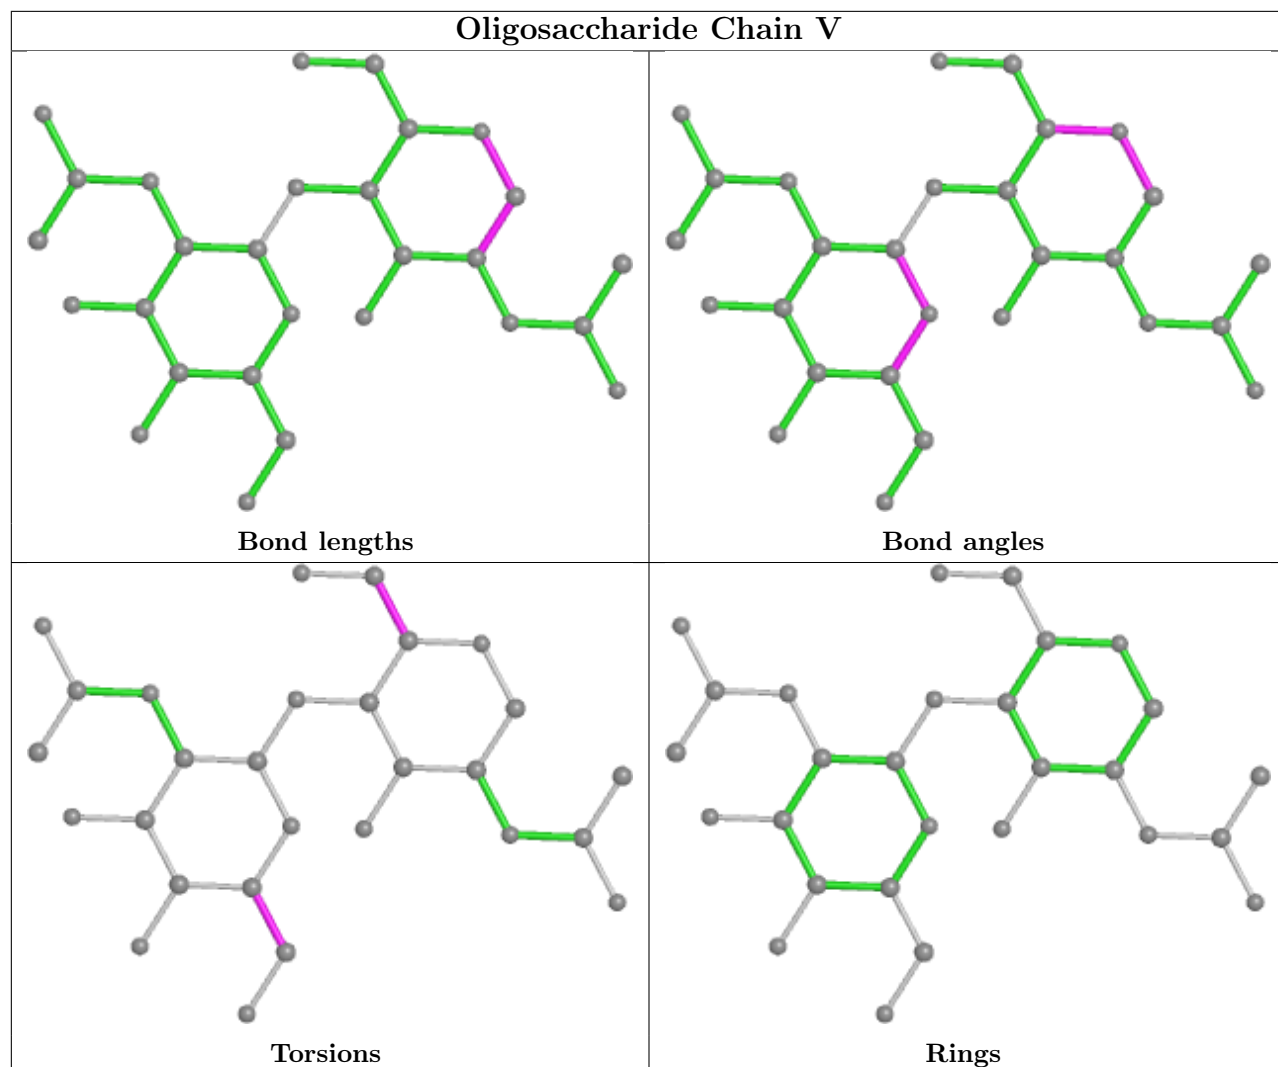 Oligosaccharide Chain V
Bond lengths
Bond angles
Torsions
Rings